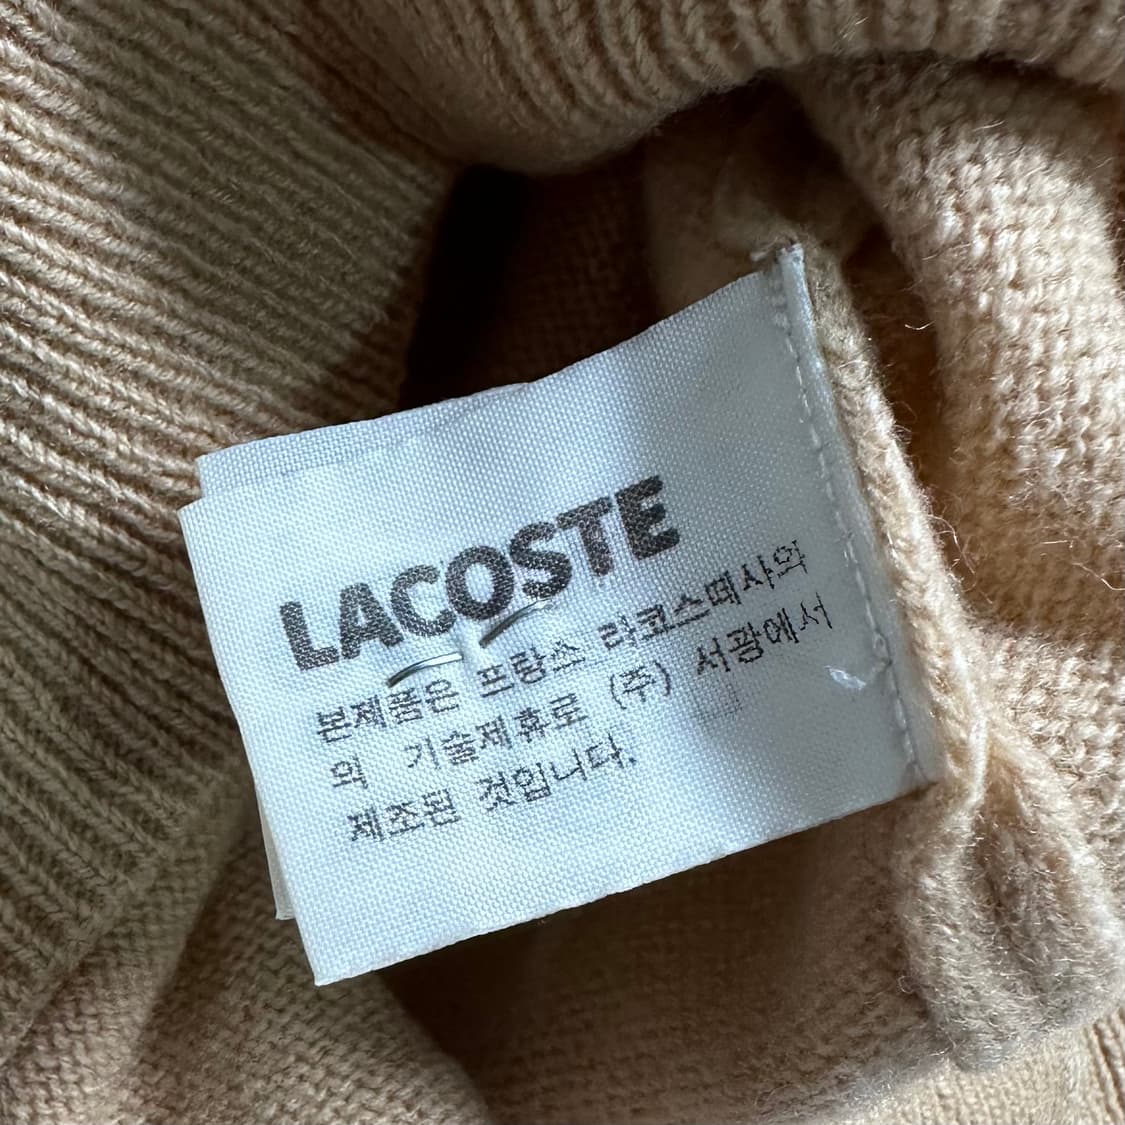 LACOSTE
본제품은 프랑스 라코스떼사의
의 기술제휴로 (주) 서광에서
제조된 것입니다.